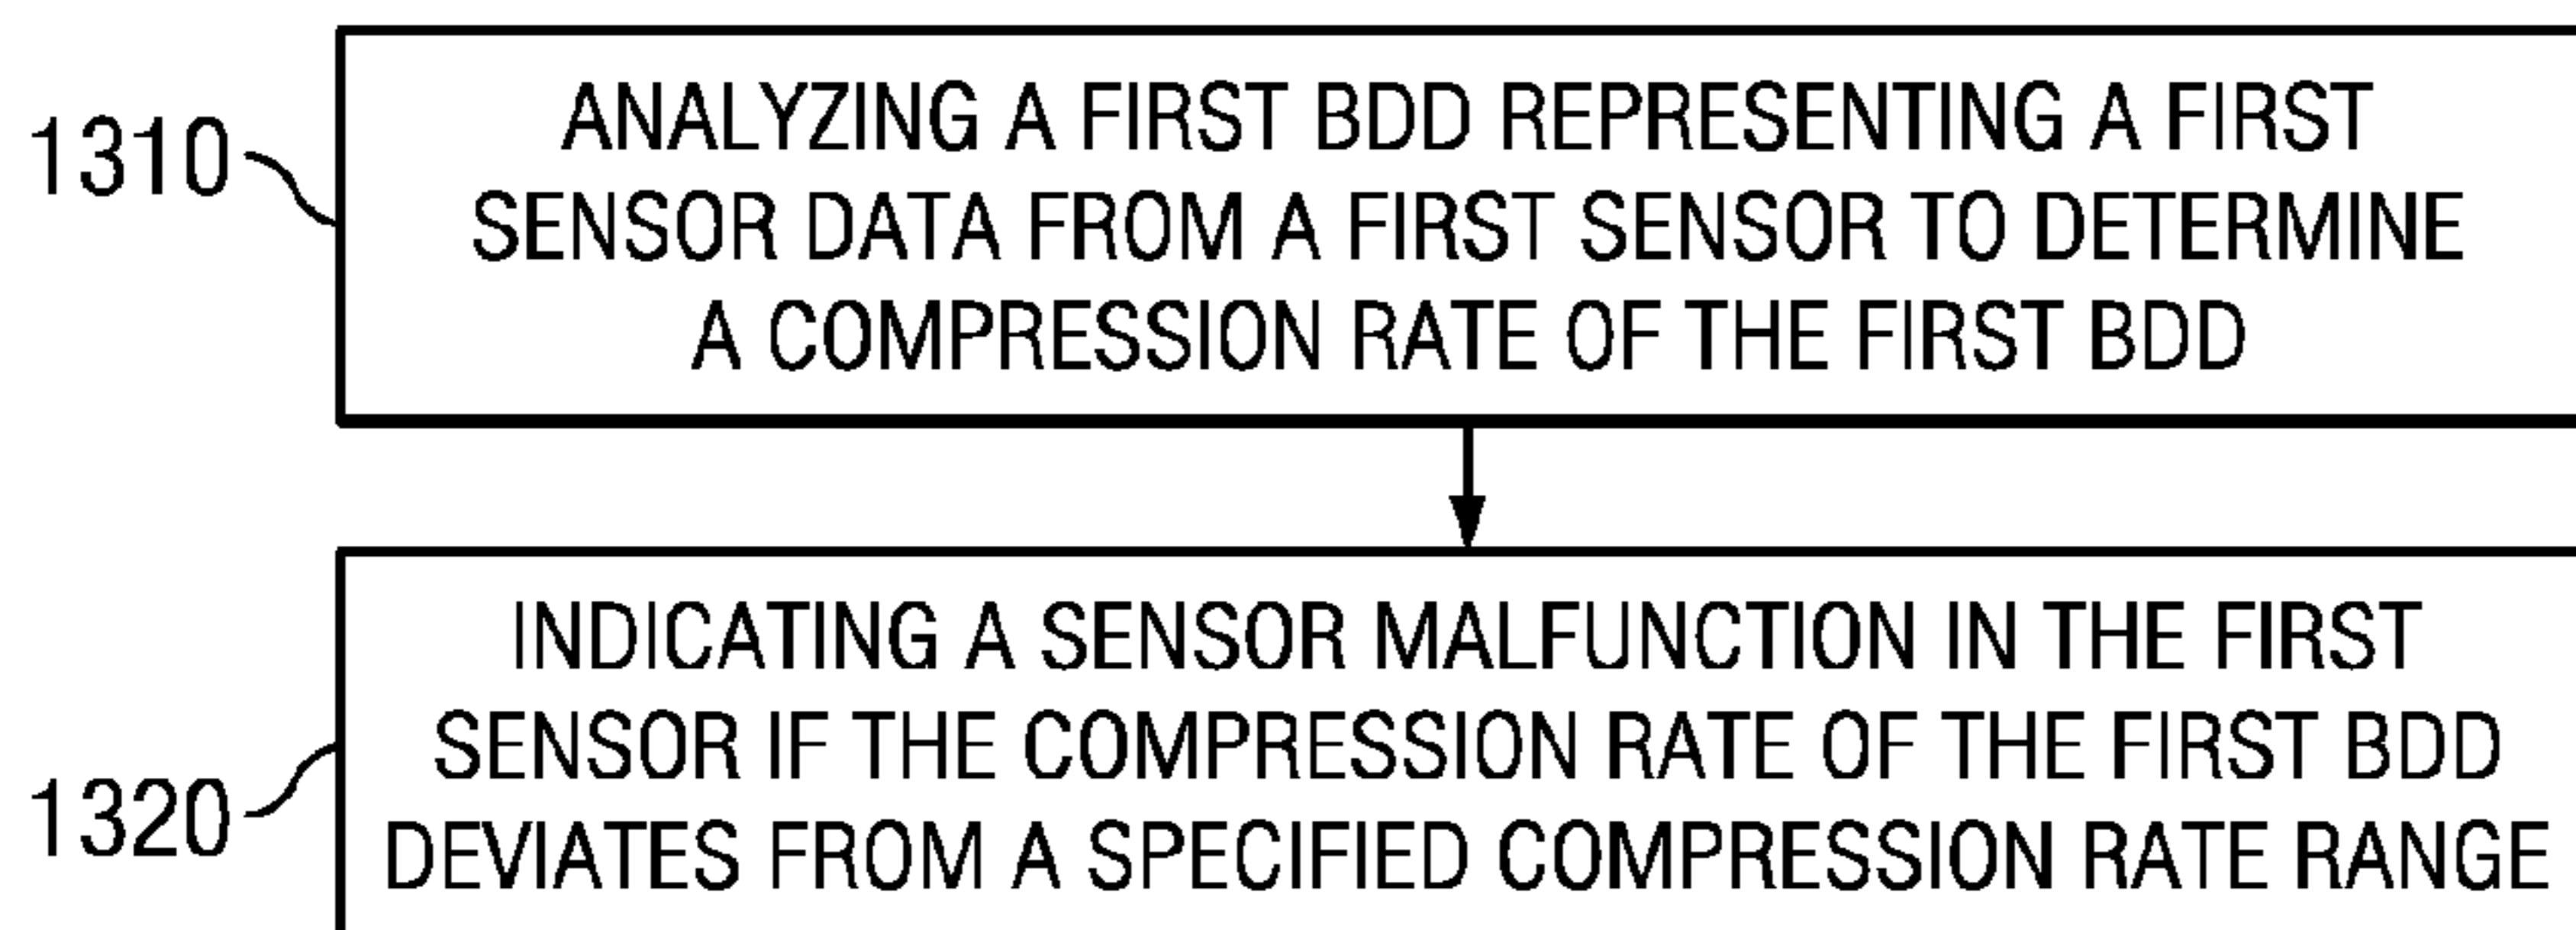 1310
ANALYZING A FIRST BDD REPRESENTING A FIRST
SENSOR DATA FROM A FIRST SENSOR TO DETERMINE
A COMPRESSION RATE OF THE FIRST BDD
1320
INDICATING A SENSOR MALFUNCTION IN THE FIRST
SENSOR IF THE COMPRESSION RATE OF THE FIRST BDD
DEVIATES FROM A SPECIFIED COMPRESSION RATE RANGE